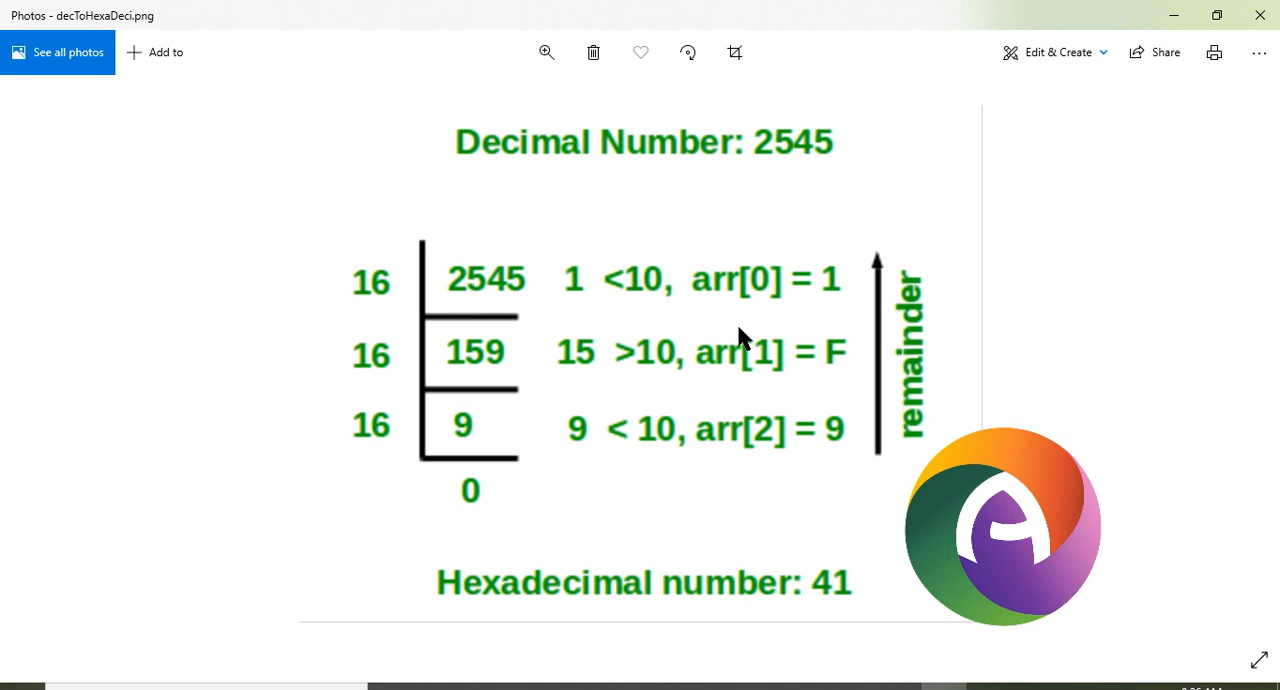 Photos - decToHexaDeci.png
See all photos
Add to
Edit & Create
Share
Decimal Number: 2545
16 2545 1 <10, arr[0] = 1
16 159 15 >10, arr[1] = F
16 9 9 < 10, arr[2] = 9
0
remainder
Hexadecimal number: 41